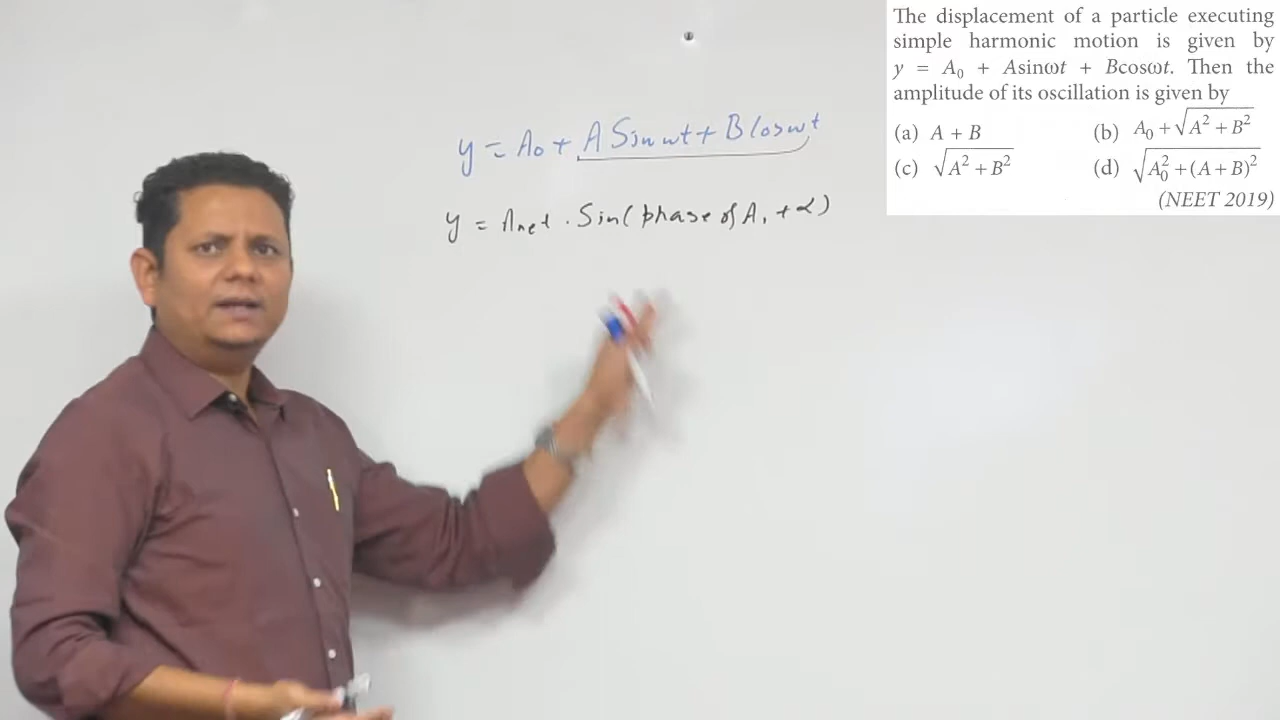 The displacement of a particle executing
simple harmonic motion is given by
y = A₀ + Asinωt + Bcosωt. Then the
amplitude of its oscillation is given by
(a) A + B (b) A₀ + √(A² + B²)
(c) √(A² + B²) (d) √(A₀² + (A + B)²)
(NEET 2019)
y = A₀ + A Sin ωt + B Cos ωt
y = Anet . Sin( phase of A₁ + α )